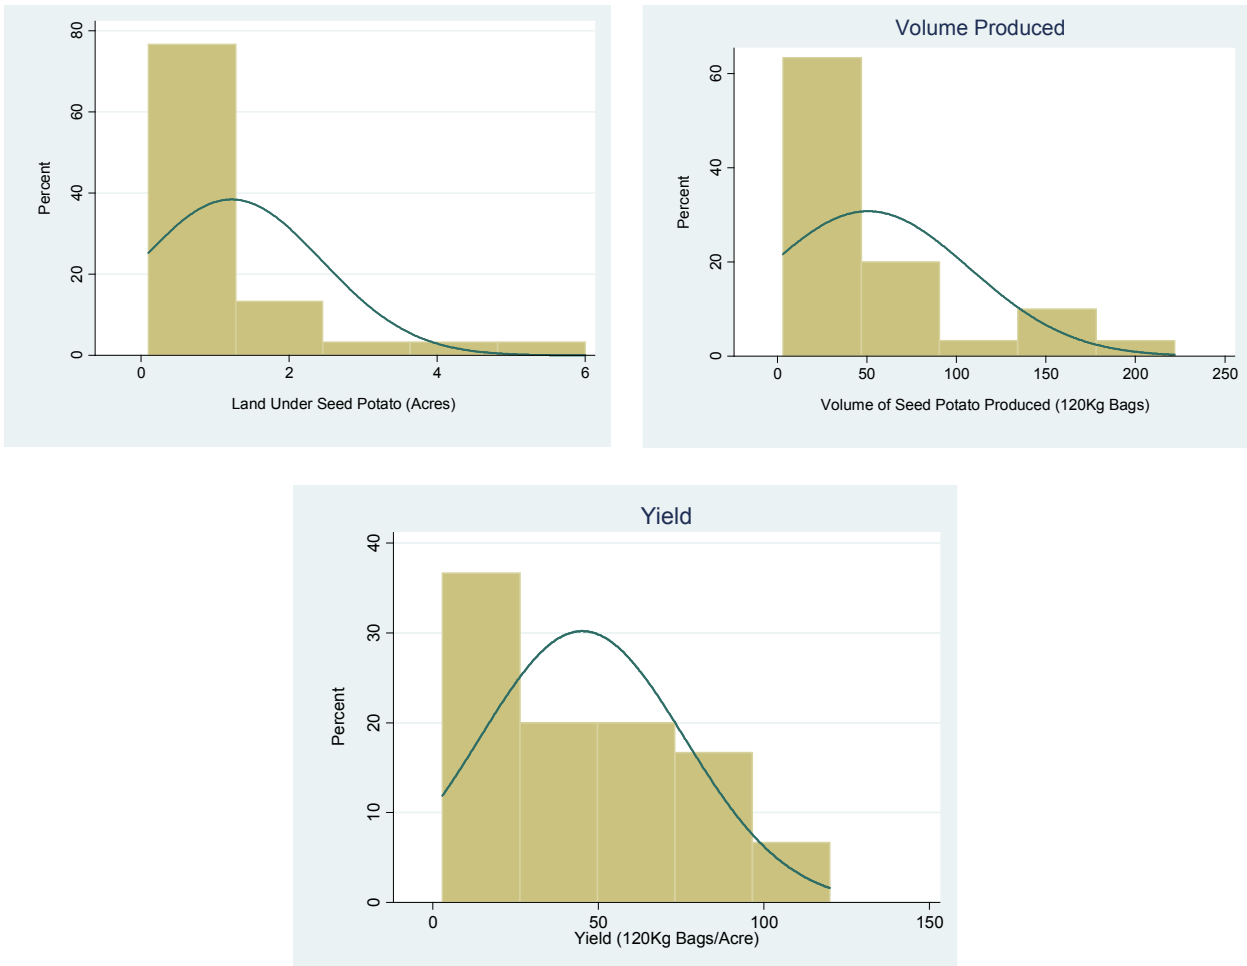 80
60
40
20
0
Percent
0 2 4 6
Land Under Seed Potato (Acres)
Volume Produced
60
40
20
0
Percent
0 50 100 150 200 250
Volume of Seed Potato Produced (120Kg Bags)
Yield
40
30
20
10
0
Percent
0 50 100 150
Yield (120Kg Bags/Acre)